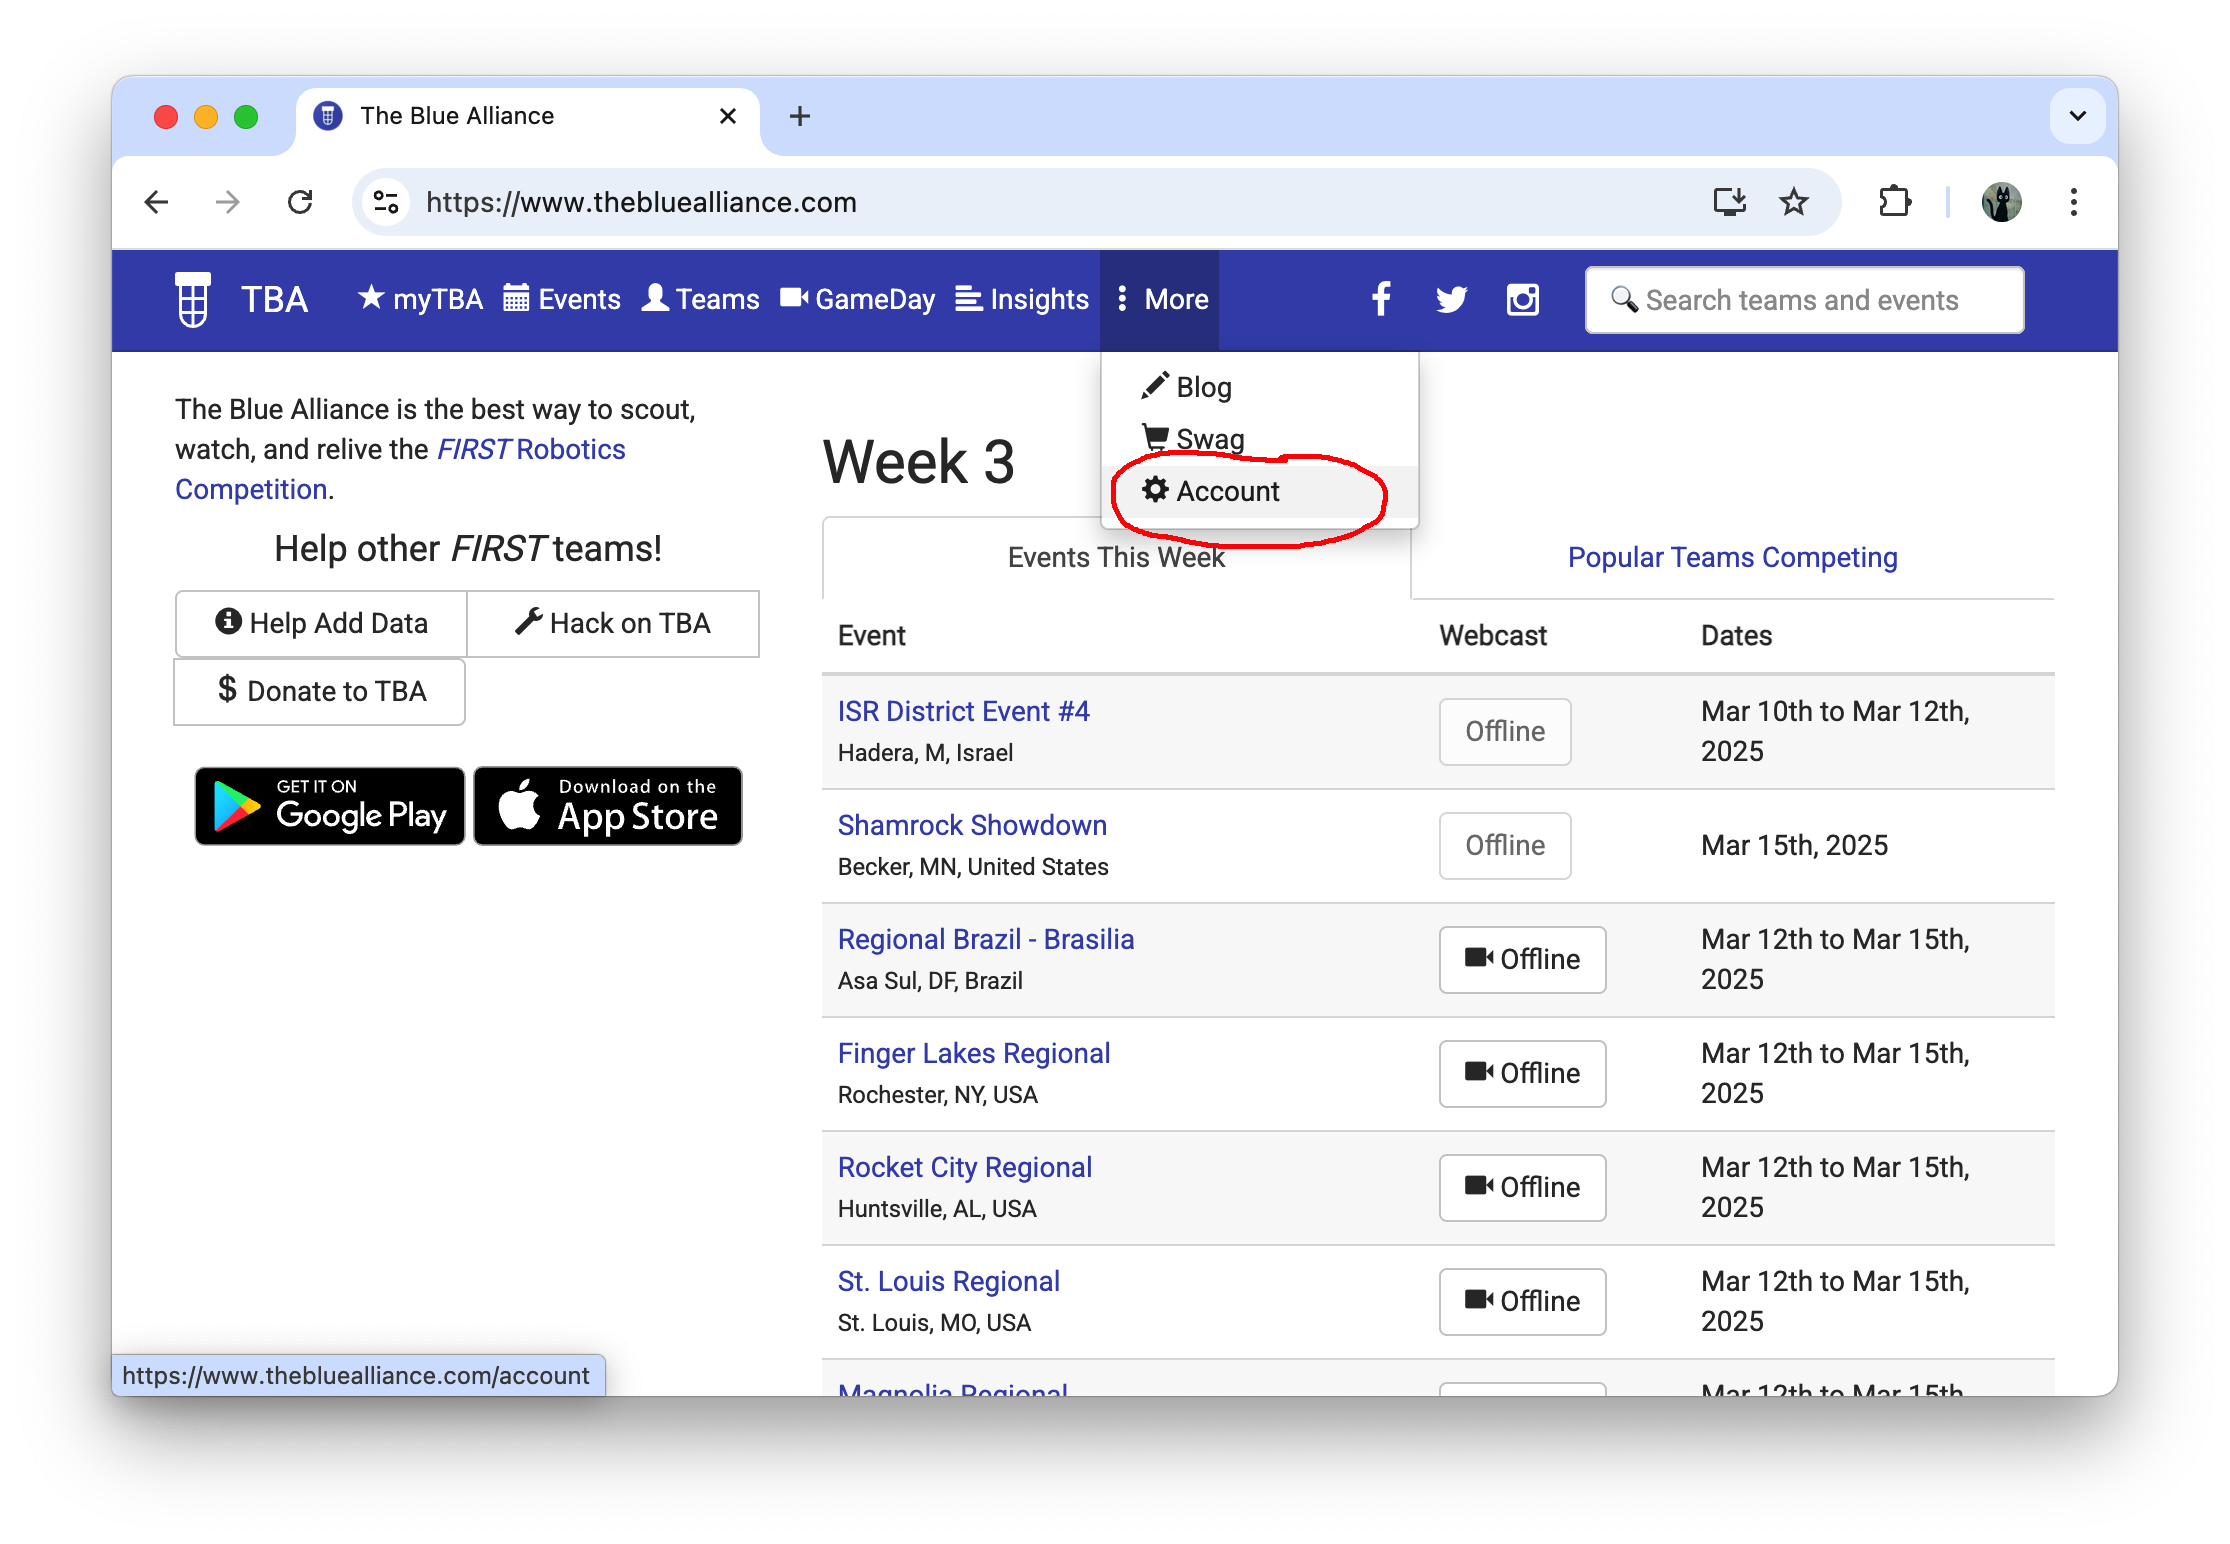 The Blue Alliance
https://www.thebluealliance.com
TBA myTBA Events Teams GameDay Insights More Search teams and events
Blog
Swag
Account
The Blue Alliance is the best way to scout,
watch, and relive the FIRST Robotics
Competition.
Help other FIRST teams!
Help Add Data Hack on TBA
$ Donate to TBA
GET IT ON
Google Play
Download on the
App Store
Week 3
Events This Week Popular Teams Competing
Event Webcast Dates
ISR District Event #4
Hadera, M, Israel
Offline
Mar 10th to Mar 12th,
2025
Shamrock Showdown
Becker, MN, United States
Offline
Mar 15th, 2025
Regional Brazil - Brasilia
Asa Sul, DF, Brazil
Offline
Mar 12th to Mar 15th,
2025
Finger Lakes Regional
Rochester, NY, USA
Offline
Mar 12th to Mar 15th,
2025
Rocket City Regional
Huntsville, AL, USA
Offline
Mar 12th to Mar 15th,
2025
St. Louis Regional
St. Louis, MO, USA
Offline
Mar 12th to Mar 15th,
2025
Magnolia Regional
Mar 12th to Mar 15th,
https://www.thebluealliance.com/account